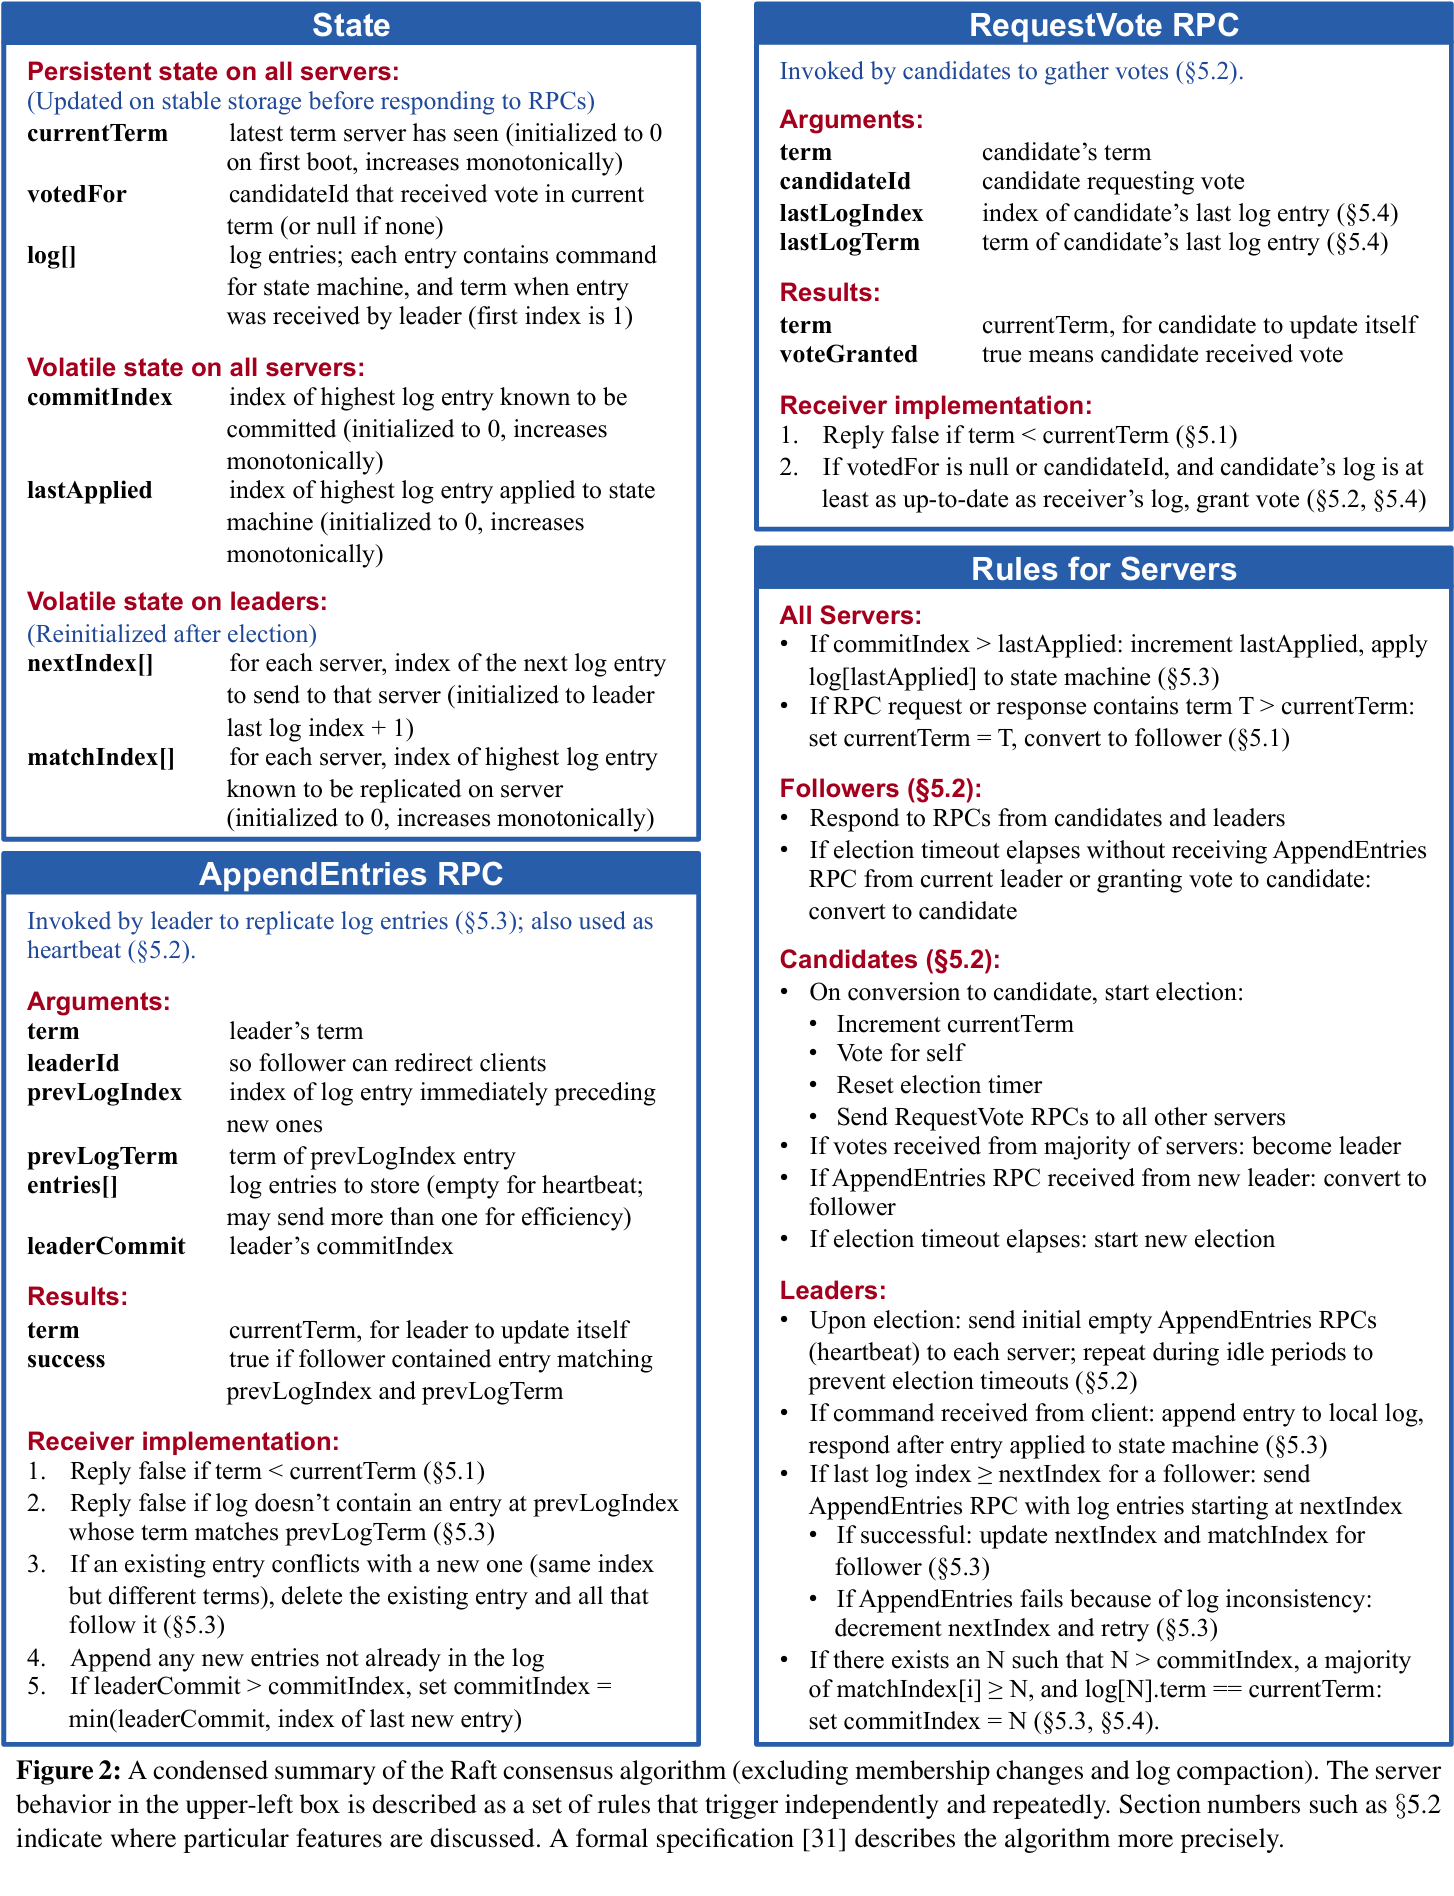 State
Persistent state on all servers:
(Updated on stable storage before responding to RPCs)
currentTerm latest term server has seen (initialized to 0
on first boot, increases monotonically)
votedFor candidateId that received vote in current
term (or null if none)
log[] log entries; each entry contains command
for state machine, and term when entry
was received by leader (first index is 1)
Volatile state on all servers:
commitIndex index of highest log entry known to be
committed (initialized to 0, increases
monotonically)
lastApplied index of highest log entry applied to state
machine (initialized to 0, increases
monotonically)
Volatile state on leaders:
(Reinitialized after election)
nextIndex[] for each server, index of the next log entry
to send to that server (initialized to leader
last log index + 1)
matchIndex[] for each server, index of highest log entry
known to be replicated on server
(initialized to 0, increases monotonically)
AppendEntries RPC
Invoked by leader to replicate log entries (§5.3); also used as
heartbeat (§5.2).
Arguments:
term leader’s term
leaderId so follower can redirect clients
prevLogIndex index of log entry immediately preceding
new ones
prevLogTerm term of prevLogIndex entry
entries[] log entries to store (empty for heartbeat;
may send more than one for efficiency)
leaderCommit leader’s commitIndex
Results:
term currentTerm, for leader to update itself
success true if follower contained entry matching
prevLogIndex and prevLogTerm
Receiver implementation:
1. Reply false if term < currentTerm (§5.1)
2. Reply false if log doesn’t contain an entry at prevLogIndex
whose term matches prevLogTerm (§5.3)
3. If an existing entry conflicts with a new one (same index
but different terms), delete the existing entry and all that
follow it (§5.3)
4. Append any new entries not already in the log
5. If leaderCommit > commitIndex, set commitIndex =
min(leaderCommit, index of last new entry)
RequestVote RPC
Invoked by candidates to gather votes (§5.2).
Arguments:
term candidate’s term
candidateId candidate requesting vote
lastLogIndex index of candidate’s last log entry (§5.4)
lastLogTerm term of candidate’s last log entry (§5.4)
Results:
term currentTerm, for candidate to update itself
voteGranted true means candidate received vote
Receiver implementation:
1. Reply false if term < currentTerm (§5.1)
2. If votedFor is null or candidateId, and candidate’s log is at
least as up-to-date as receiver’s log, grant vote (§5.2, §5.4)
Rules for Servers
All Servers:
• If commitIndex > lastApplied: increment lastApplied, apply
log[lastApplied] to state machine (§5.3)
• If RPC request or response contains term T > currentTerm:
set currentTerm = T, convert to follower (§5.1)
Followers (§5.2):
• Respond to RPCs from candidates and leaders
• If election timeout elapses without receiving AppendEntries
RPC from current leader or granting vote to candidate:
convert to candidate
Candidates (§5.2):
• On conversion to candidate, start election:
• Increment currentTerm
• Vote for self
• Reset election timer
• Send RequestVote RPCs to all other servers
• If votes received from majority of servers: become leader
• If AppendEntries RPC received from new leader: convert to
follower
• If election timeout elapses: start new election
Leaders:
• Upon election: send initial empty AppendEntries RPCs
(heartbeat) to each server; repeat during idle periods to
prevent election timeouts (§5.2)
• If command received from client: append entry to local log,
respond after entry applied to state machine (§5.3)
• If last log index ≥ nextIndex for a follower: send
AppendEntries RPC with log entries starting at nextIndex
• If successful: update nextIndex and matchIndex for
follower (§5.3)
• If AppendEntries fails because of log inconsistency:
decrement nextIndex and retry (§5.3)
• If there exists an N such that N > commitIndex, a majority
of matchIndex[i] ≥ N, and log[N].term == currentTerm:
set commitIndex = N (§5.3, §5.4).
Figure 2: A condensed summary of the Raft consensus algorithm (excluding membership changes and log compaction). The server
behavior in the upper-left box is described as a set of rules that trigger independently and repeatedly. Section numbers such as §5.2
indicate where particular features are discussed. A formal specification [31] describes the algorithm more precisely.